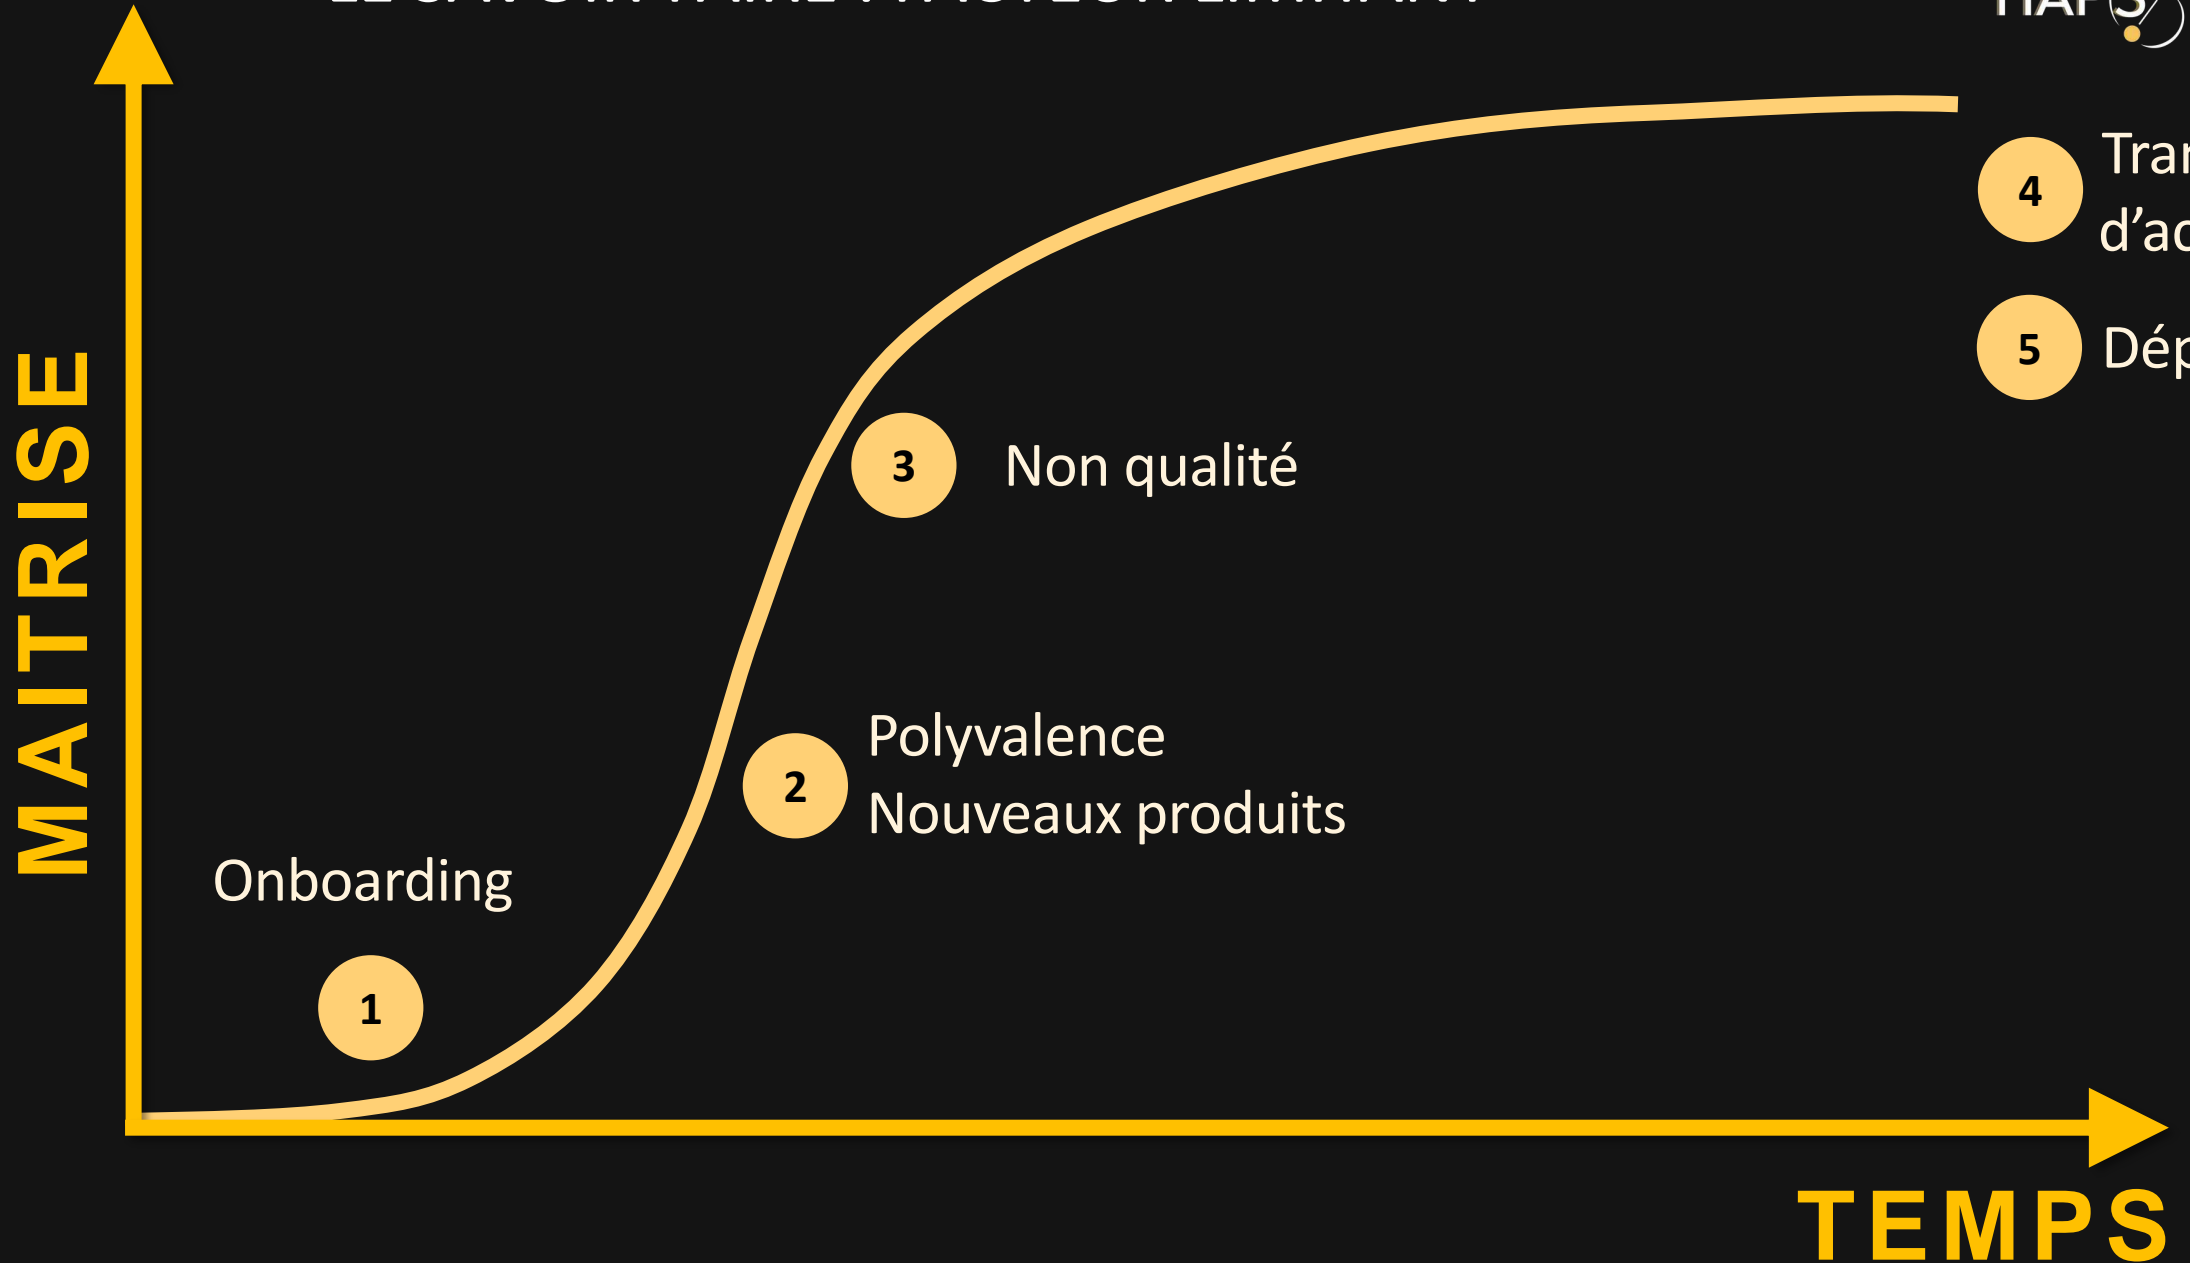 MAITRISE
4
5
3
Non qualité
2
Polyvalence
Nouveaux produits
Onboarding
1
TEMPS